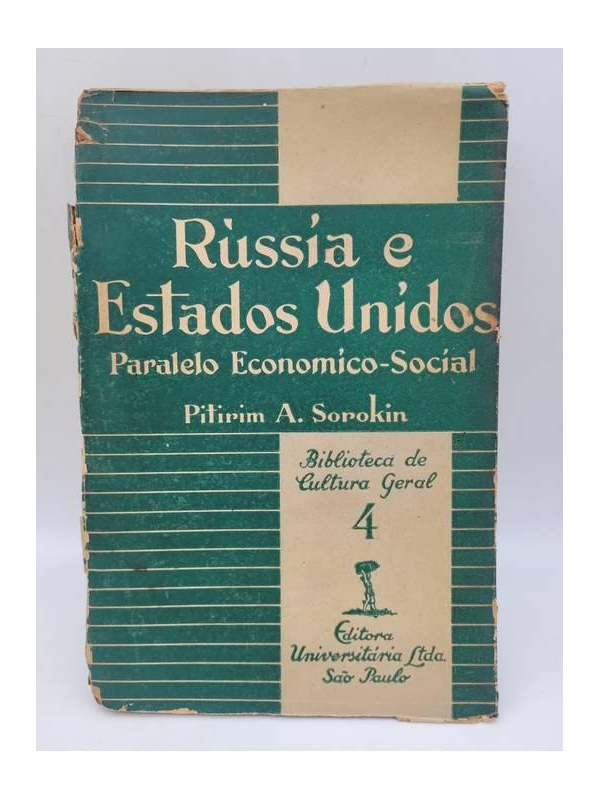 Rùssia e
Estados Unidos
Paralelo Economico-Social
Pitirim A. Sorokin
Biblioteca de
Cultura Geral
4
Editora
Universitária Ltda.
São Paulo